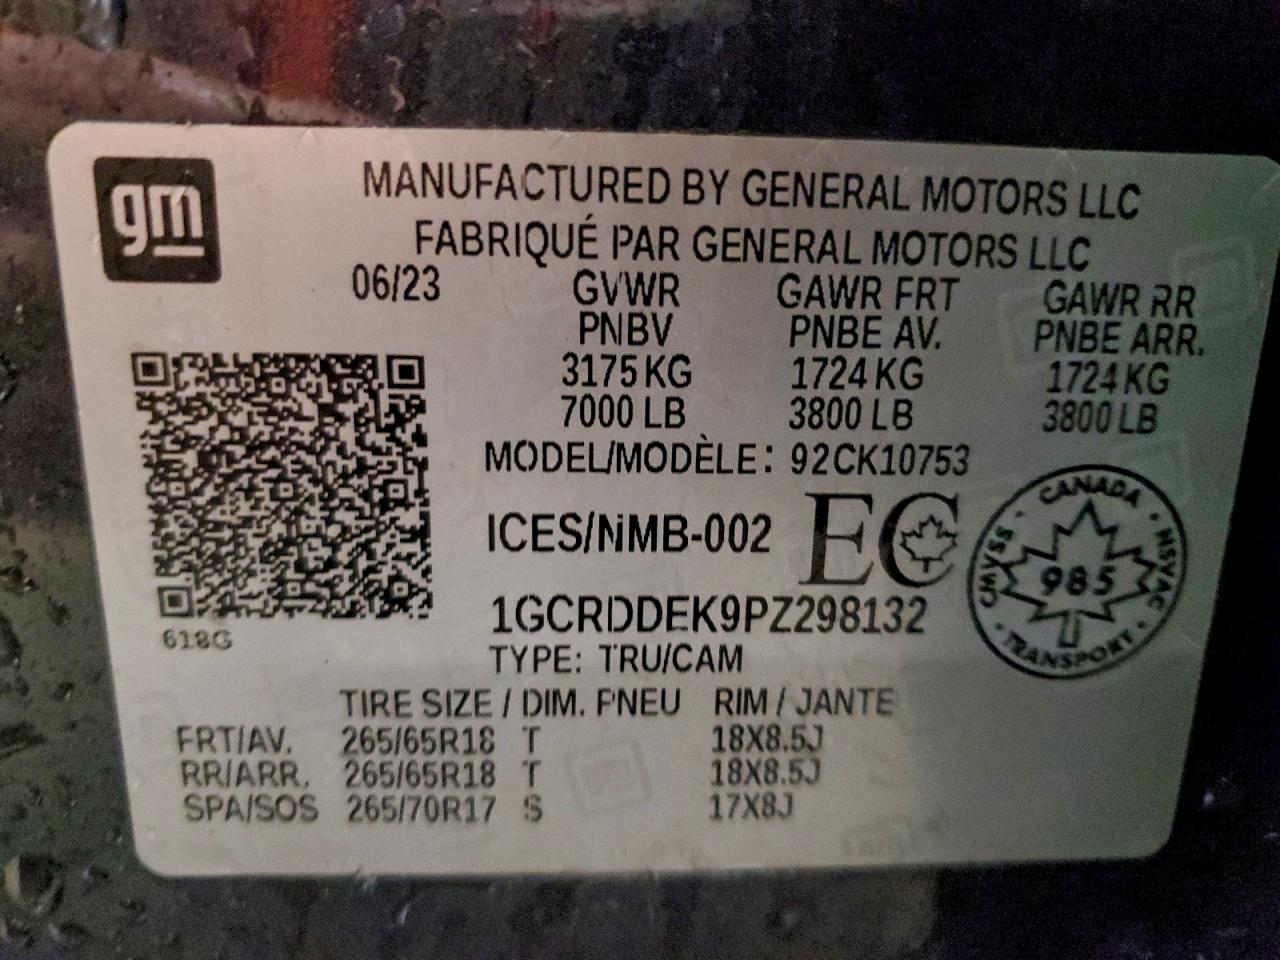 gm
MANUFACTURED BY GENERAL MOTORS LLC
FABRIQUÉ PAR GENERAL MOTORS LLC
06/23 GVWR GAWR FRT GAWR RR
PNBV PNBE AV. PNBE ARR.
3175 KG 1724 KG 1724 KG
7000 LB 3800 LB 3800 LB
MODEL/MODÈLE: 92CK10753
ICES/NMB-002 EC
CANADA · NSVAC · TRANSPORT · CMVSS ·
985
1GCRDDEK9PZ298132
618G
TYPE: TRU/CAM
TIRE SIZE / DIM. PNEU RIM / JANTE
FRT/AV. 265/65R18 T 18X8.5J
RR/ARR. 265/65R18 T 18X8.5J
SPA/SOS 265/70R17 S 17X8J